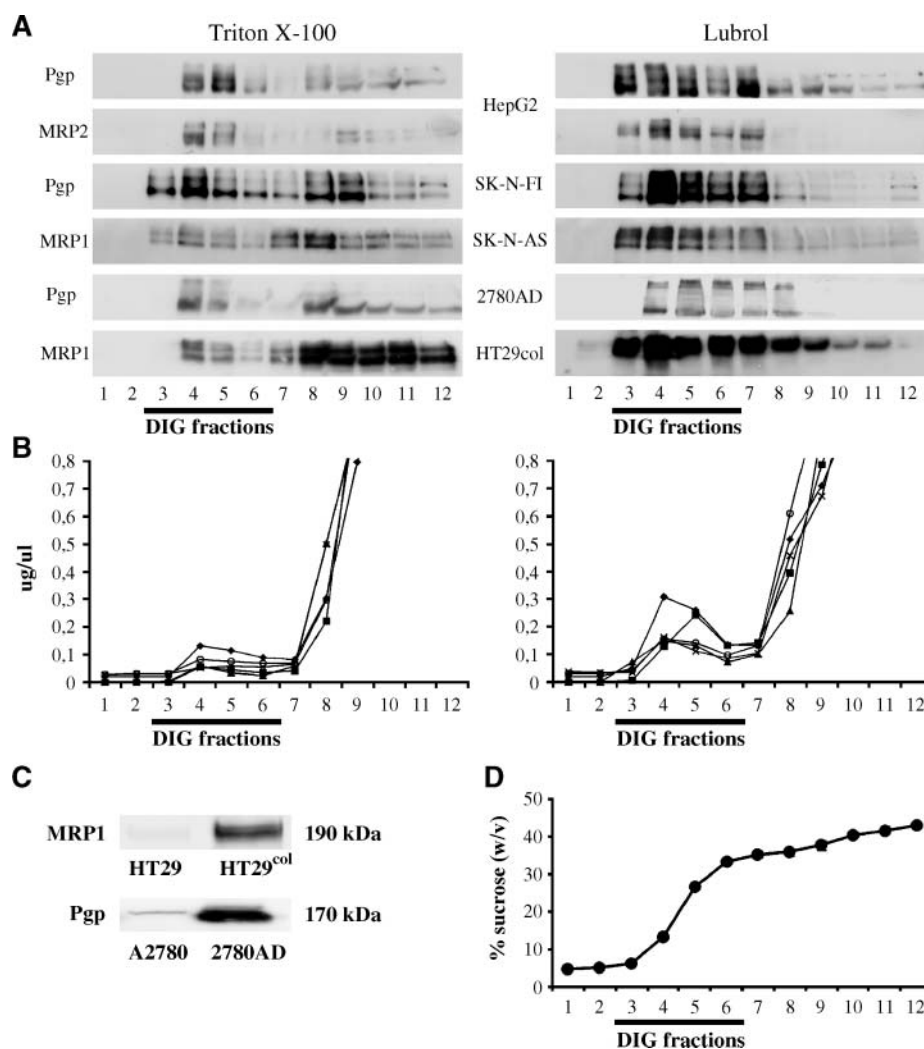 A
Triton X-100
Lubrol
Pgp
HepG2
MRP2
Pgp
SK-N-FI
MRP1
SK-N-AS
Pgp
2780AD
MRP1
HT29col
1 2 3 4 5 6 7 8 9 10 11 12
1 2 3 4 5 6 7 8 9 10 11 12
DIG fractions
DIG fractions
B
ug/ul
0,8
0,7
0,6
0,5
0,4
0,3
0,2
0,1
0
1 2 3 4 5 6 7 8 9 10 11 12
DIG fractions
0,8
0,7
0,6
0,5
0,4
0,3
0,2
0,1
0
1 2 3 4 5 6 7 8 9 10 11 12
DIG fractions
C
MRP1
190 kDa
HT29 HT29col
Pgp
170 kDa
A2780 2780AD
D
% sucrose (w/v)
50
40
30
20
10
0
1 2 3 4 5 6 7 8 9 10 11 12
DIG fractions